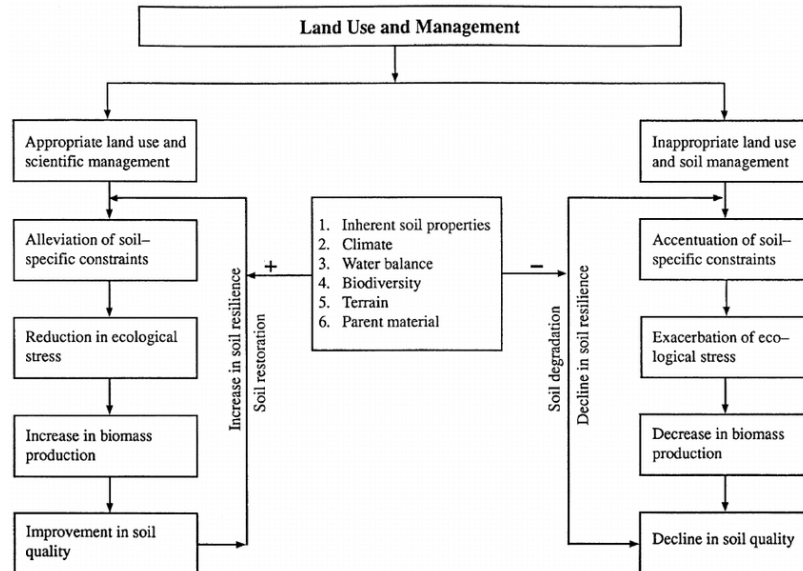 Land Use and Management
Appropriate land use and
scientific management
Inappropriate land use
and soil management
1. Inherent soil properties
2. Climate
3. Water balance
4. Biodiversity
5. Terrain
6. Parent material
Alleviation of soil–
specific constraints
+
–
Accentuation of soil–
specific constraints
Reduction in ecological
stress
Increase in soil resilience
Soil restoration
Soil degradation
Decline in soil resilience
Exacerbation of eco–
logical stress
Increase in biomass
production
Decrease in biomass
production
Improvement in soil
quality
Decline in soil quality